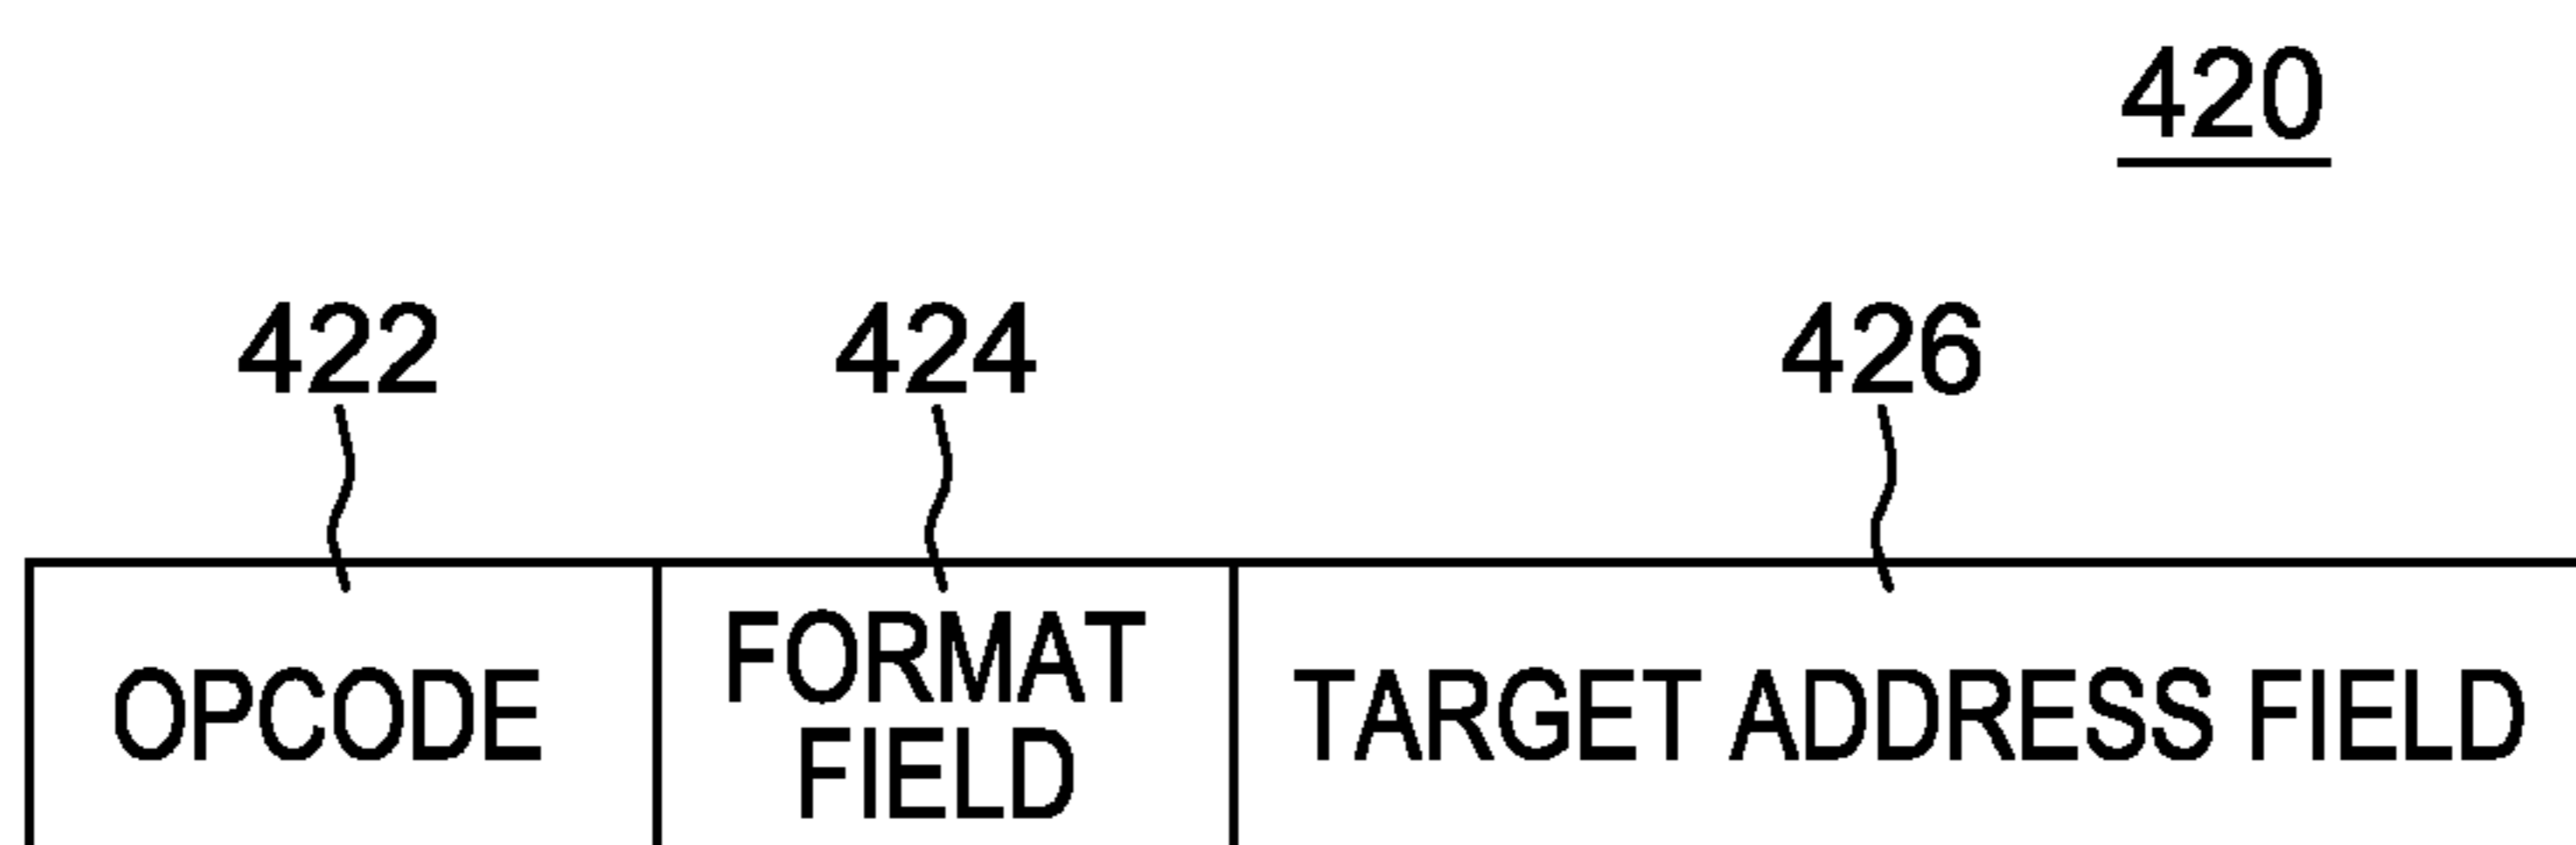 420
422 424 426
OPCODE
FORMAT
FIELD
TARGET ADDRESS FIELD